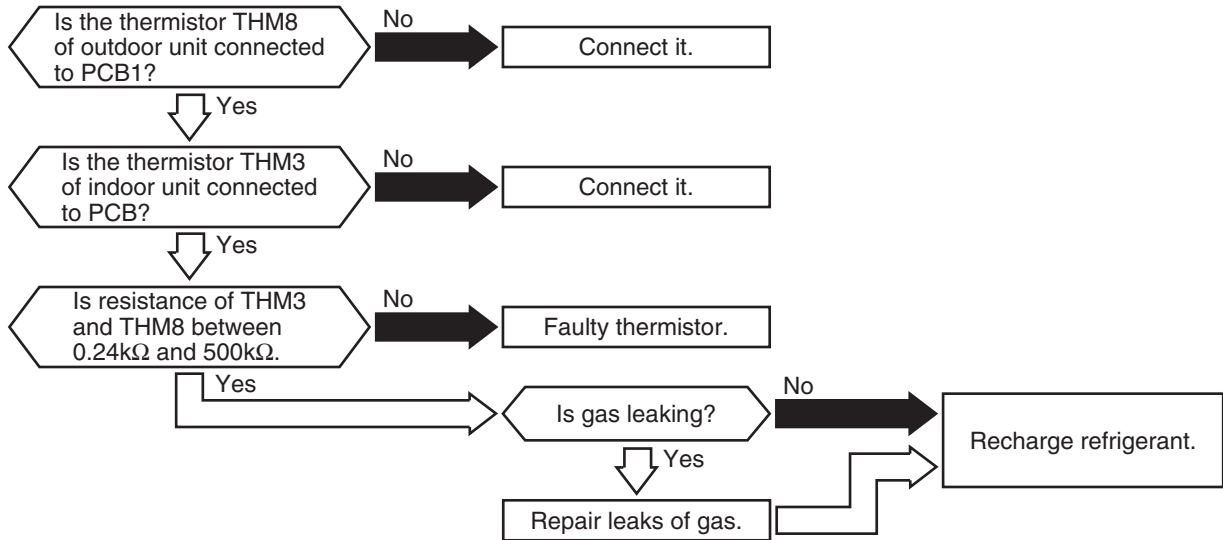 Is the thermistor THM8
of outdoor unit connected
to PCB1?
No
Connect it.
Yes
Is the thermistor THM3
of indoor unit connected
to PCB?
No
Connect it.
Yes
Is resistance of THM3
and THM8 between
0.24kΩ and 500kΩ.
No
Faulty thermistor.
Yes
Is gas leaking?
No
Recharge refrigerant.
Yes
Repair leaks of gas.